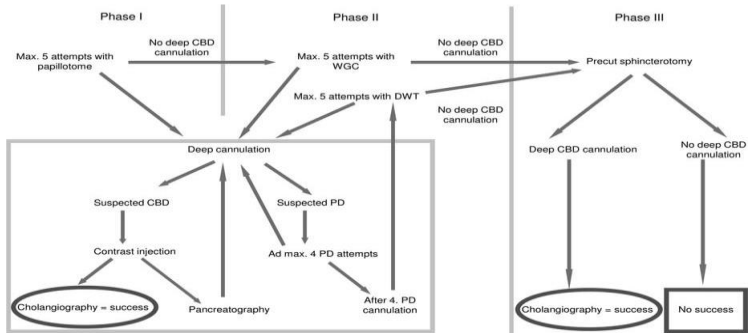 Phase I
Phase II
Phase III
No deep CBD
cannulation
No deep CBD
cannulation
Max. 5 attempts with
papillotome
Max. 5 attempts with
WGC
Precut sphincterotomy
Max. 5 attempts with DWT
No deep CBD
cannulation
Deep cannulation
Deep CBD cannulation
No deep CBD
cannulation
Suspected CBD
Suspected PD
Contrast injection
Ad max. 4 PD attempts
Cholangiography = success
Pancreatography
After 4. PD
cannulation
Cholangiography = success
No success